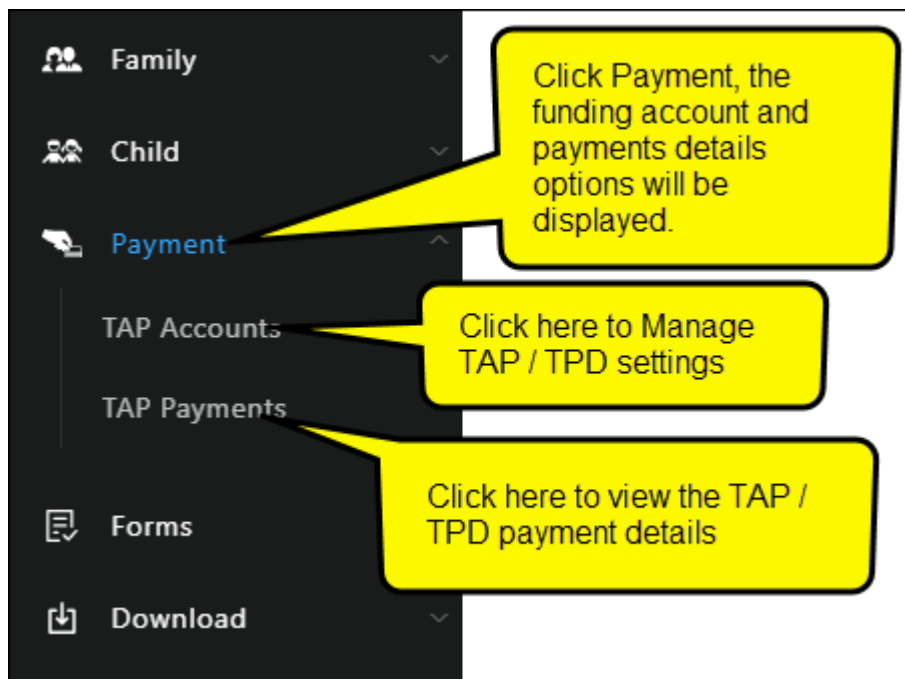 Family
Child
Payment
TAP Accounts
TAP Payments
Forms
Download
Click Payment, the
funding account and
payments details
options will be
displayed.
Click here to Manage
TAP / TPD settings
Click here to view the TAP /
TPD payment details